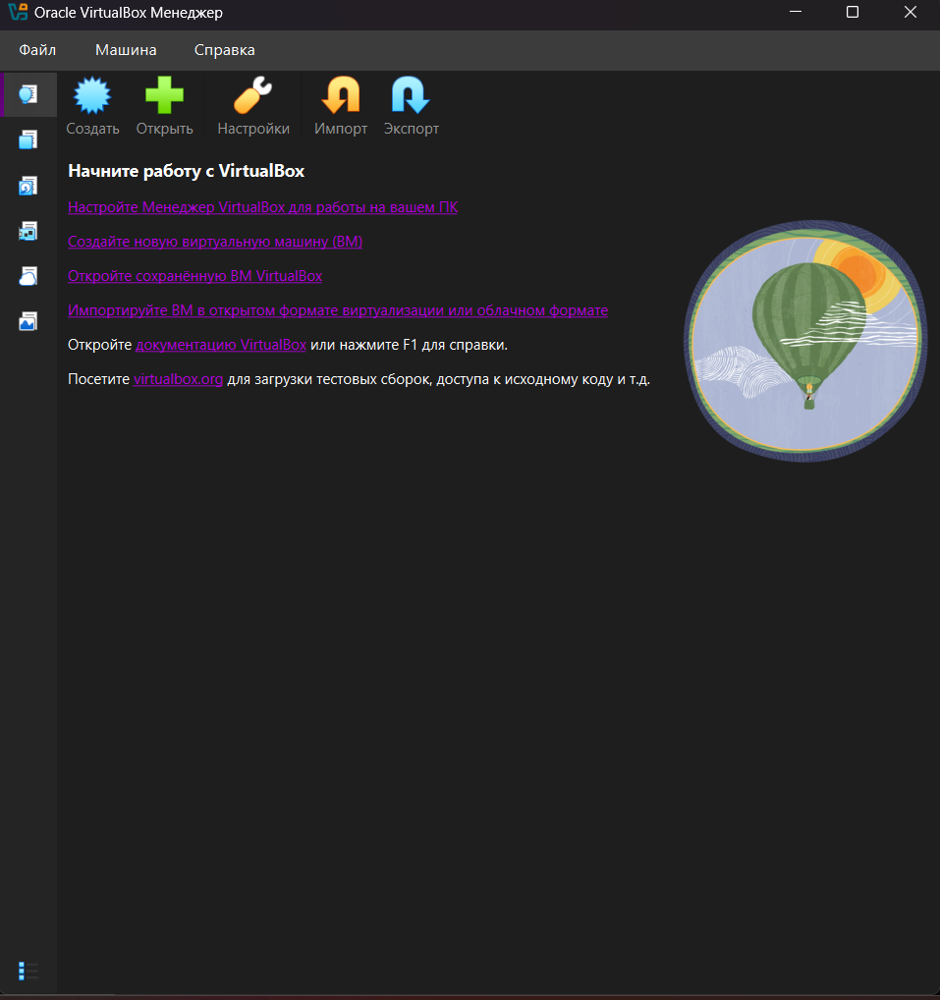 Oracle VirtualBox Менеджер
Файл Машина Справка
Создать Открыть Настройки Импорт Экспорт
Начните работу с VirtualBox
Настройте Менеджер VirtualBox для работы на вашем ПК
Создайте новую виртуальную машину (ВМ)
Откройте сохранённую ВМ VirtualBox
Импортируйте ВМ в открытом формате виртуализации или облачном формате
Откройте документацию VirtualBox или нажмите F1 для справки.
Посетите virtualbox.org для загрузки тестовых сборок, доступа к исходному коду и т.д.